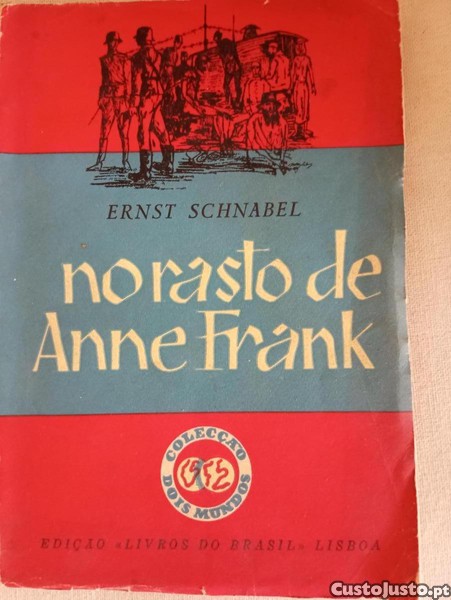 ERNST SCHNABEL
no rasto de
Anne Frank
COLECÇÃO
DOIS MUNDOS
EDIÇÃO «LIVROS DO BRASIL» LISBOA
CustoJusto.pt